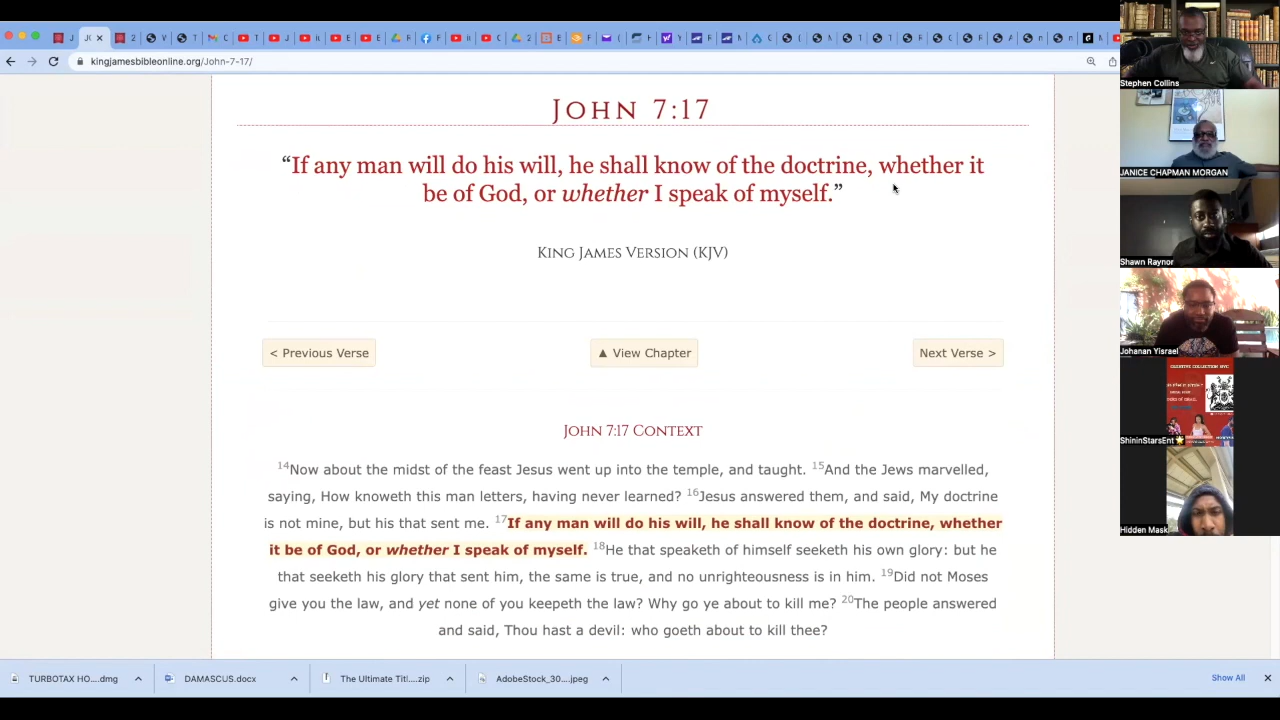 kingjamesbibleonline.org/John-7-17/
John 7:17
“If any man will do his will, he shall know of the doctrine, whether it
be of God, or whether I speak of myself.”
King James Version (KJV)
< Previous Verse
▲ View Chapter
Next Verse >
John 7:17 Context
14Now about the midst of the feast Jesus went up into the temple, and taught. 15And the Jews marvelled,
saying, How knoweth this man letters, having never learned? 16Jesus answered them, and said, My doctrine
is not mine, but his that sent me. 17If any man will do his will, he shall know of the doctrine, whether
it be of God, or whether I speak of myself. 18He that speaketh of himself seeketh his own glory: but he
that seeketh his glory that sent him, the same is true, and no unrighteousness is in him. 19Did not Moses
give you the law, and yet none of you keepeth the law? Why go ye about to kill me? 20The people answered
and said, Thou hast a devil: who goeth about to kill thee?
TURBOTAX HO....dmg
DAMASCUS.docx
The Ultimate Titl....zip
AdobeStock_30....jpeg
Show All
Stephen Collins
JANICE CHAPMAN MORGAN
Shawn Raynor
Johanan Yisrael
ShininStarsEnt
Hidden Mask